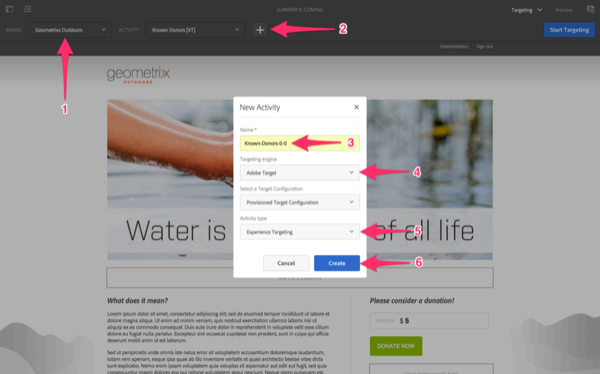 SUMMER IS COMING...
Targeting
Preview
BRAND
Geometrixx Outdoors
ACTIVITY
Known Donors [XT]
+
2
Start Targeting
1
Sign Out
geometrixx
OUTDOORS
New Activity
×
Name *
Known-Donors-0-0
3
Targeting engine
Adobe Target
4
Select a Target Configuration
Provisioned Target Configuration
Activity type
Experience Targeting
5
Water is of all life
Cancel
Create
6
What does it mean?
Please consider a donation!
Lorem ipsum dolor sit amet, consectetur adipiscing elit, sed do eiusmod tempor incididunt ut labore et
dolore magna aliqua. Ut enim ad minim veniam, quis nostrud exercitation ullamco laboris nisi ut
aliquip ex ea commodo consequat. Duis aute irure dolor in reprehenderit in voluptate velit esse cillum
dolore eu fugiat nulla pariatur. Excepteur sint occaecat cupidatat non proident, sunt in culpa qui officia
deserunt mollit anim id est laborum.
Amount
$ 5
DONATE NOW
Sed ut perspiciatis unde omnis iste natus error sit voluptatem accusantium doloremque laudantium,
totam rem aperiam, eaque ipsa quae ab illo inventore veritatis et quasi architecto beatae vitae dicta
sunt explicabo. Nemo enim ipsam voluptatem quia voluptas sit aspernatur aut odit aut fugit, sed quia